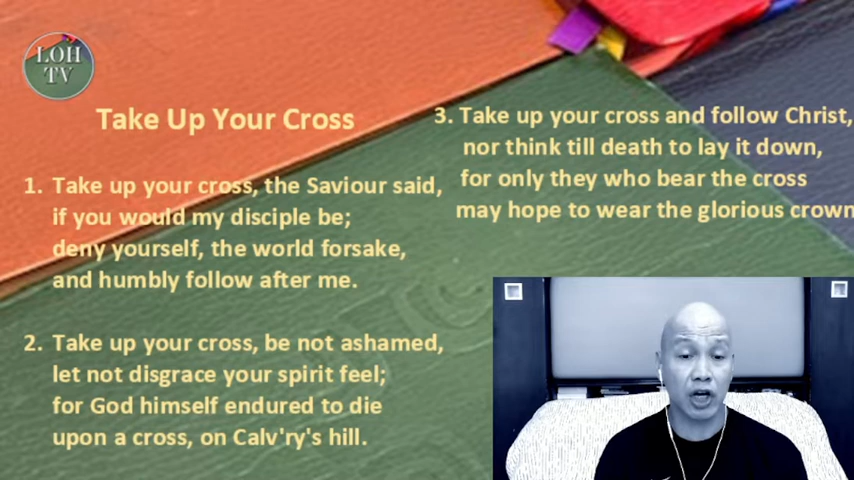 LOH
TV
Take Up Your Cross
1. Take up your cross, the Saviour said,
if you would my disciple be;
deny yourself, the world forsake,
and humbly follow after me.
2. Take up your cross, be not ashamed,
let not disgrace your spirit feel;
for God himself endured to die
upon a cross, on Calv'ry's hill.
3. Take up your cross and follow Christ,
nor think till death to lay it down,
for only they who bear the cross
may hope to wear the glorious crown